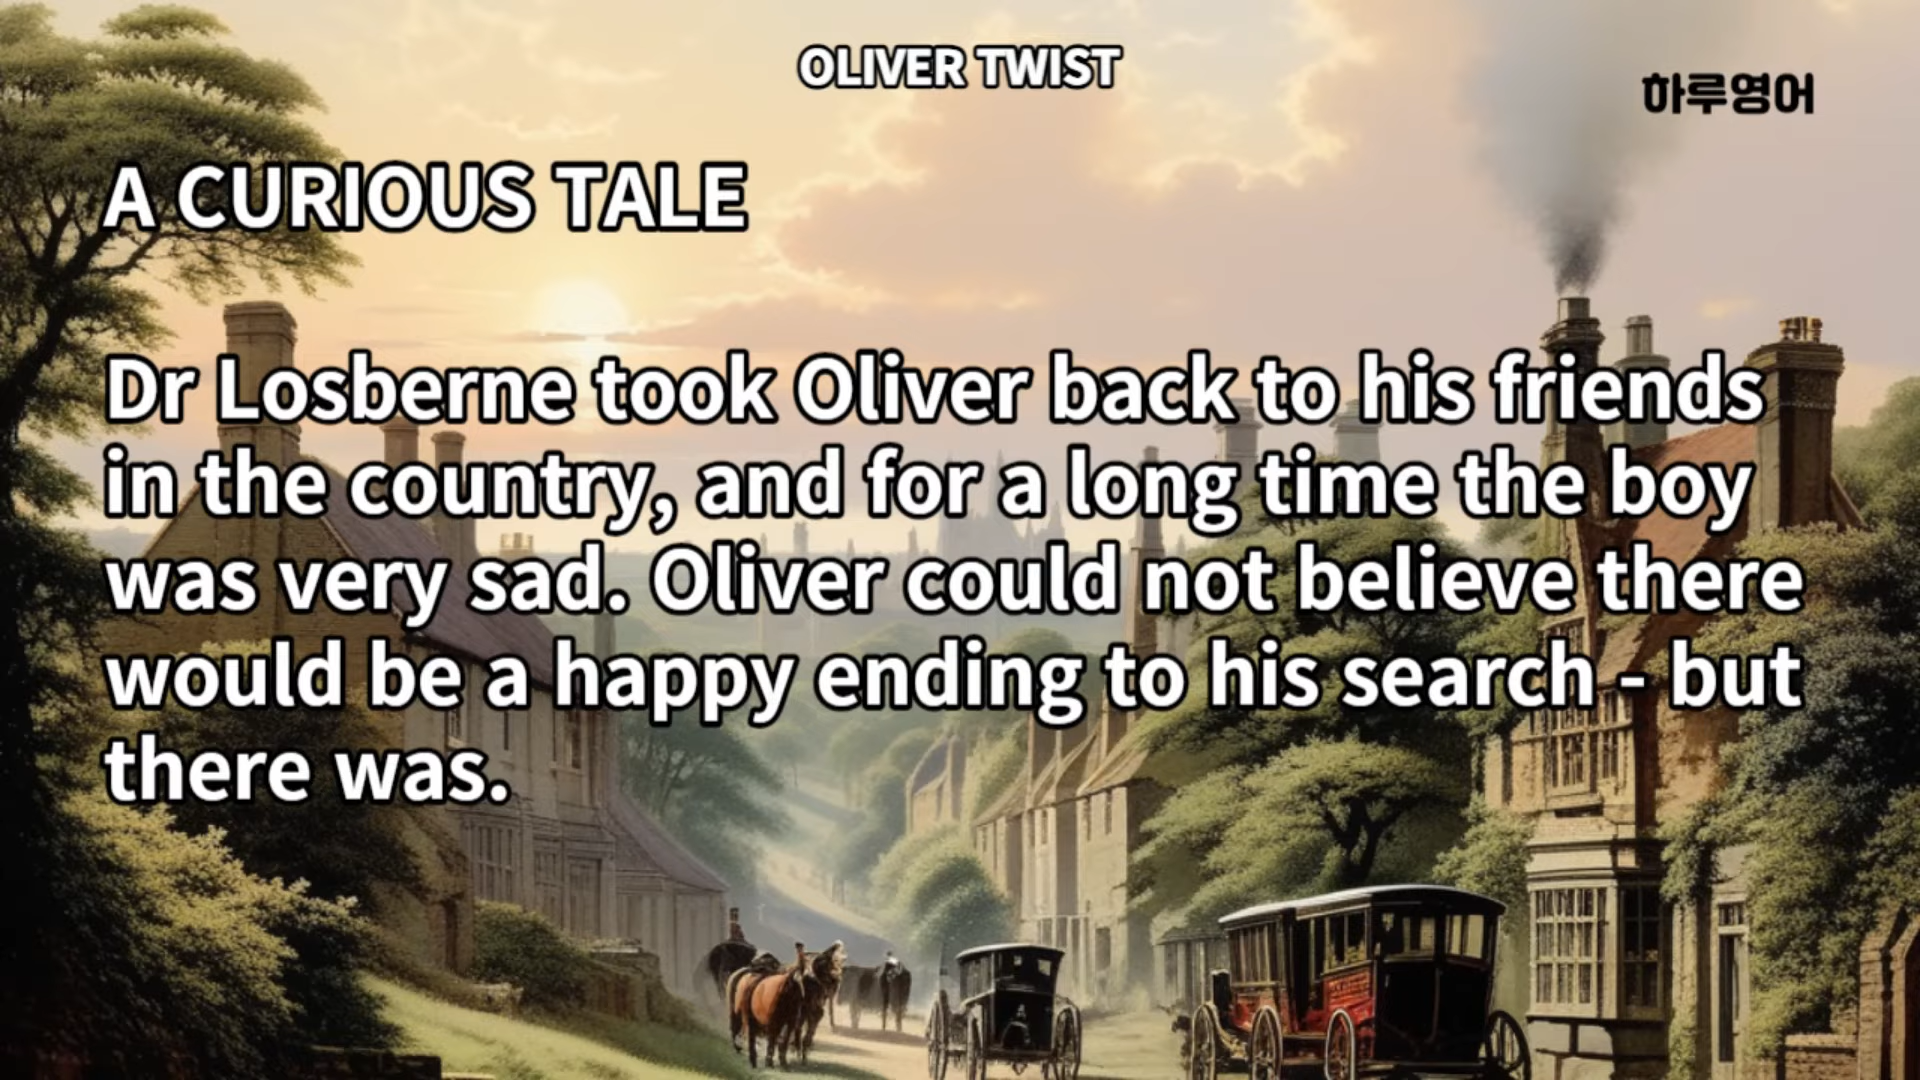 OLIVER TWIST
하루영어
A CURIOUS TALE
Dr Losberne took Oliver back to his friends
in the country, and for a long time the boy
was very sad. Oliver could not believe there
would be a happy ending to his search - but
there was.